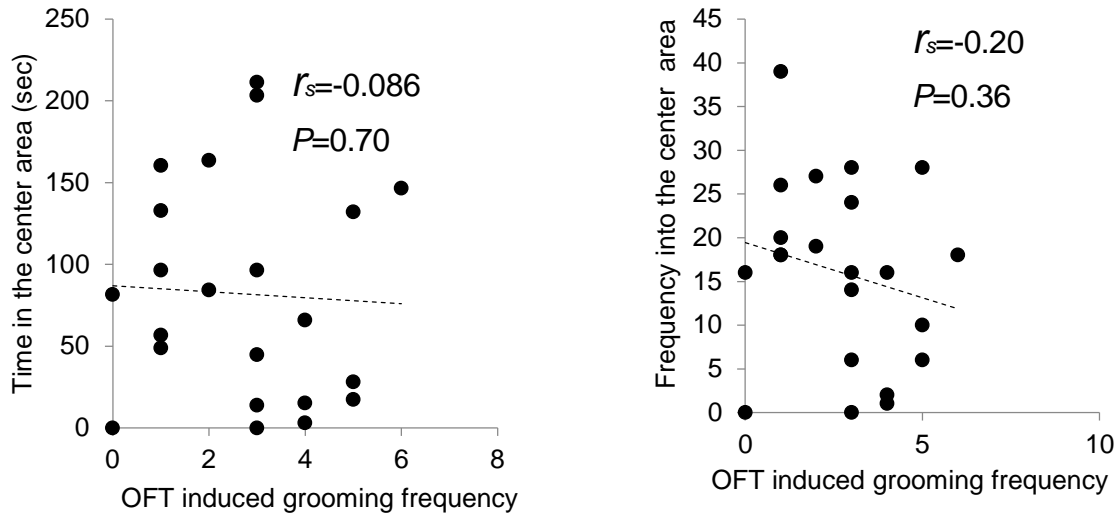 Time in the center area (sec)
250
200
150
100
50
0
rs=-0.086
P=0.70
0 2 4 6 8
OFT induced grooming frequency
Frequency into the center area
45
40
35
30
25
20
15
10
5
0
rs=-0.20
P=0.36
0 5 10
OFT induced grooming frequency